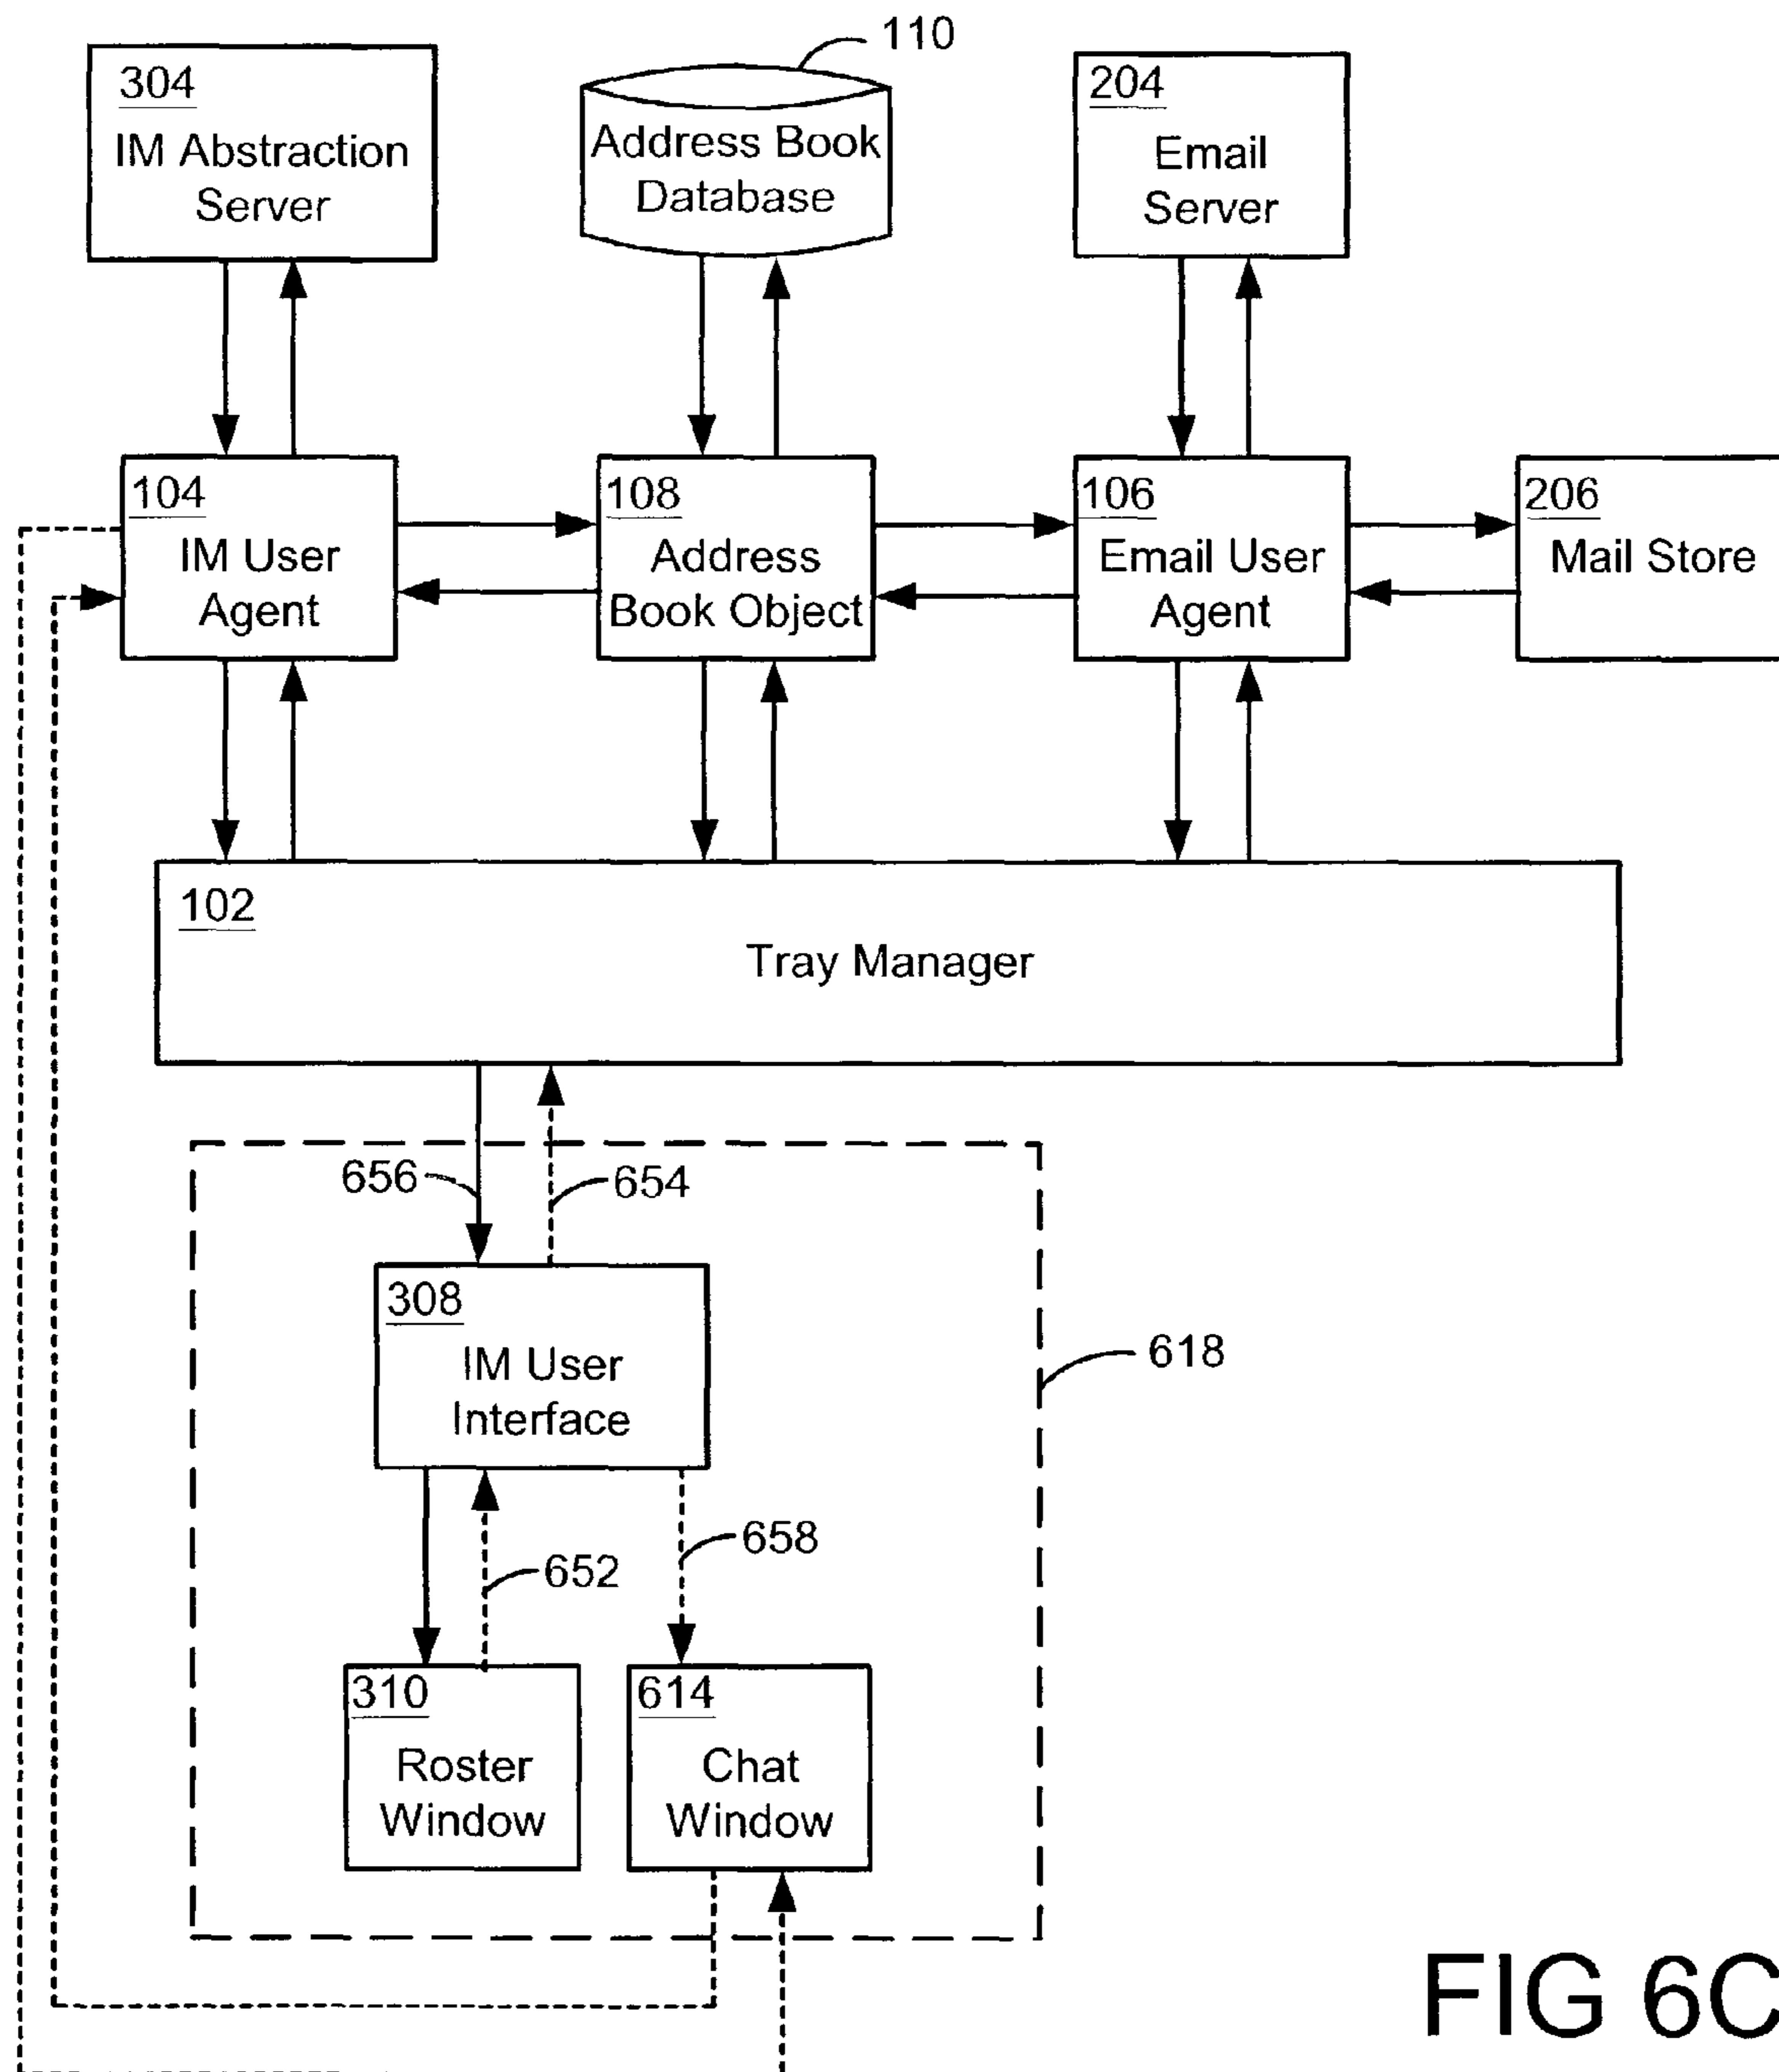 110
304
IM Abstraction
Server
Address Book
Database
204
Email
Server
104
IM User
Agent
108
Address
Book Object
106
Email User
Agent
206
Mail Store
102
Tray Manager
656
654
308
IM User
Interface
618
658
652
310
Roster
Window
614
Chat
Window
FIG 6C